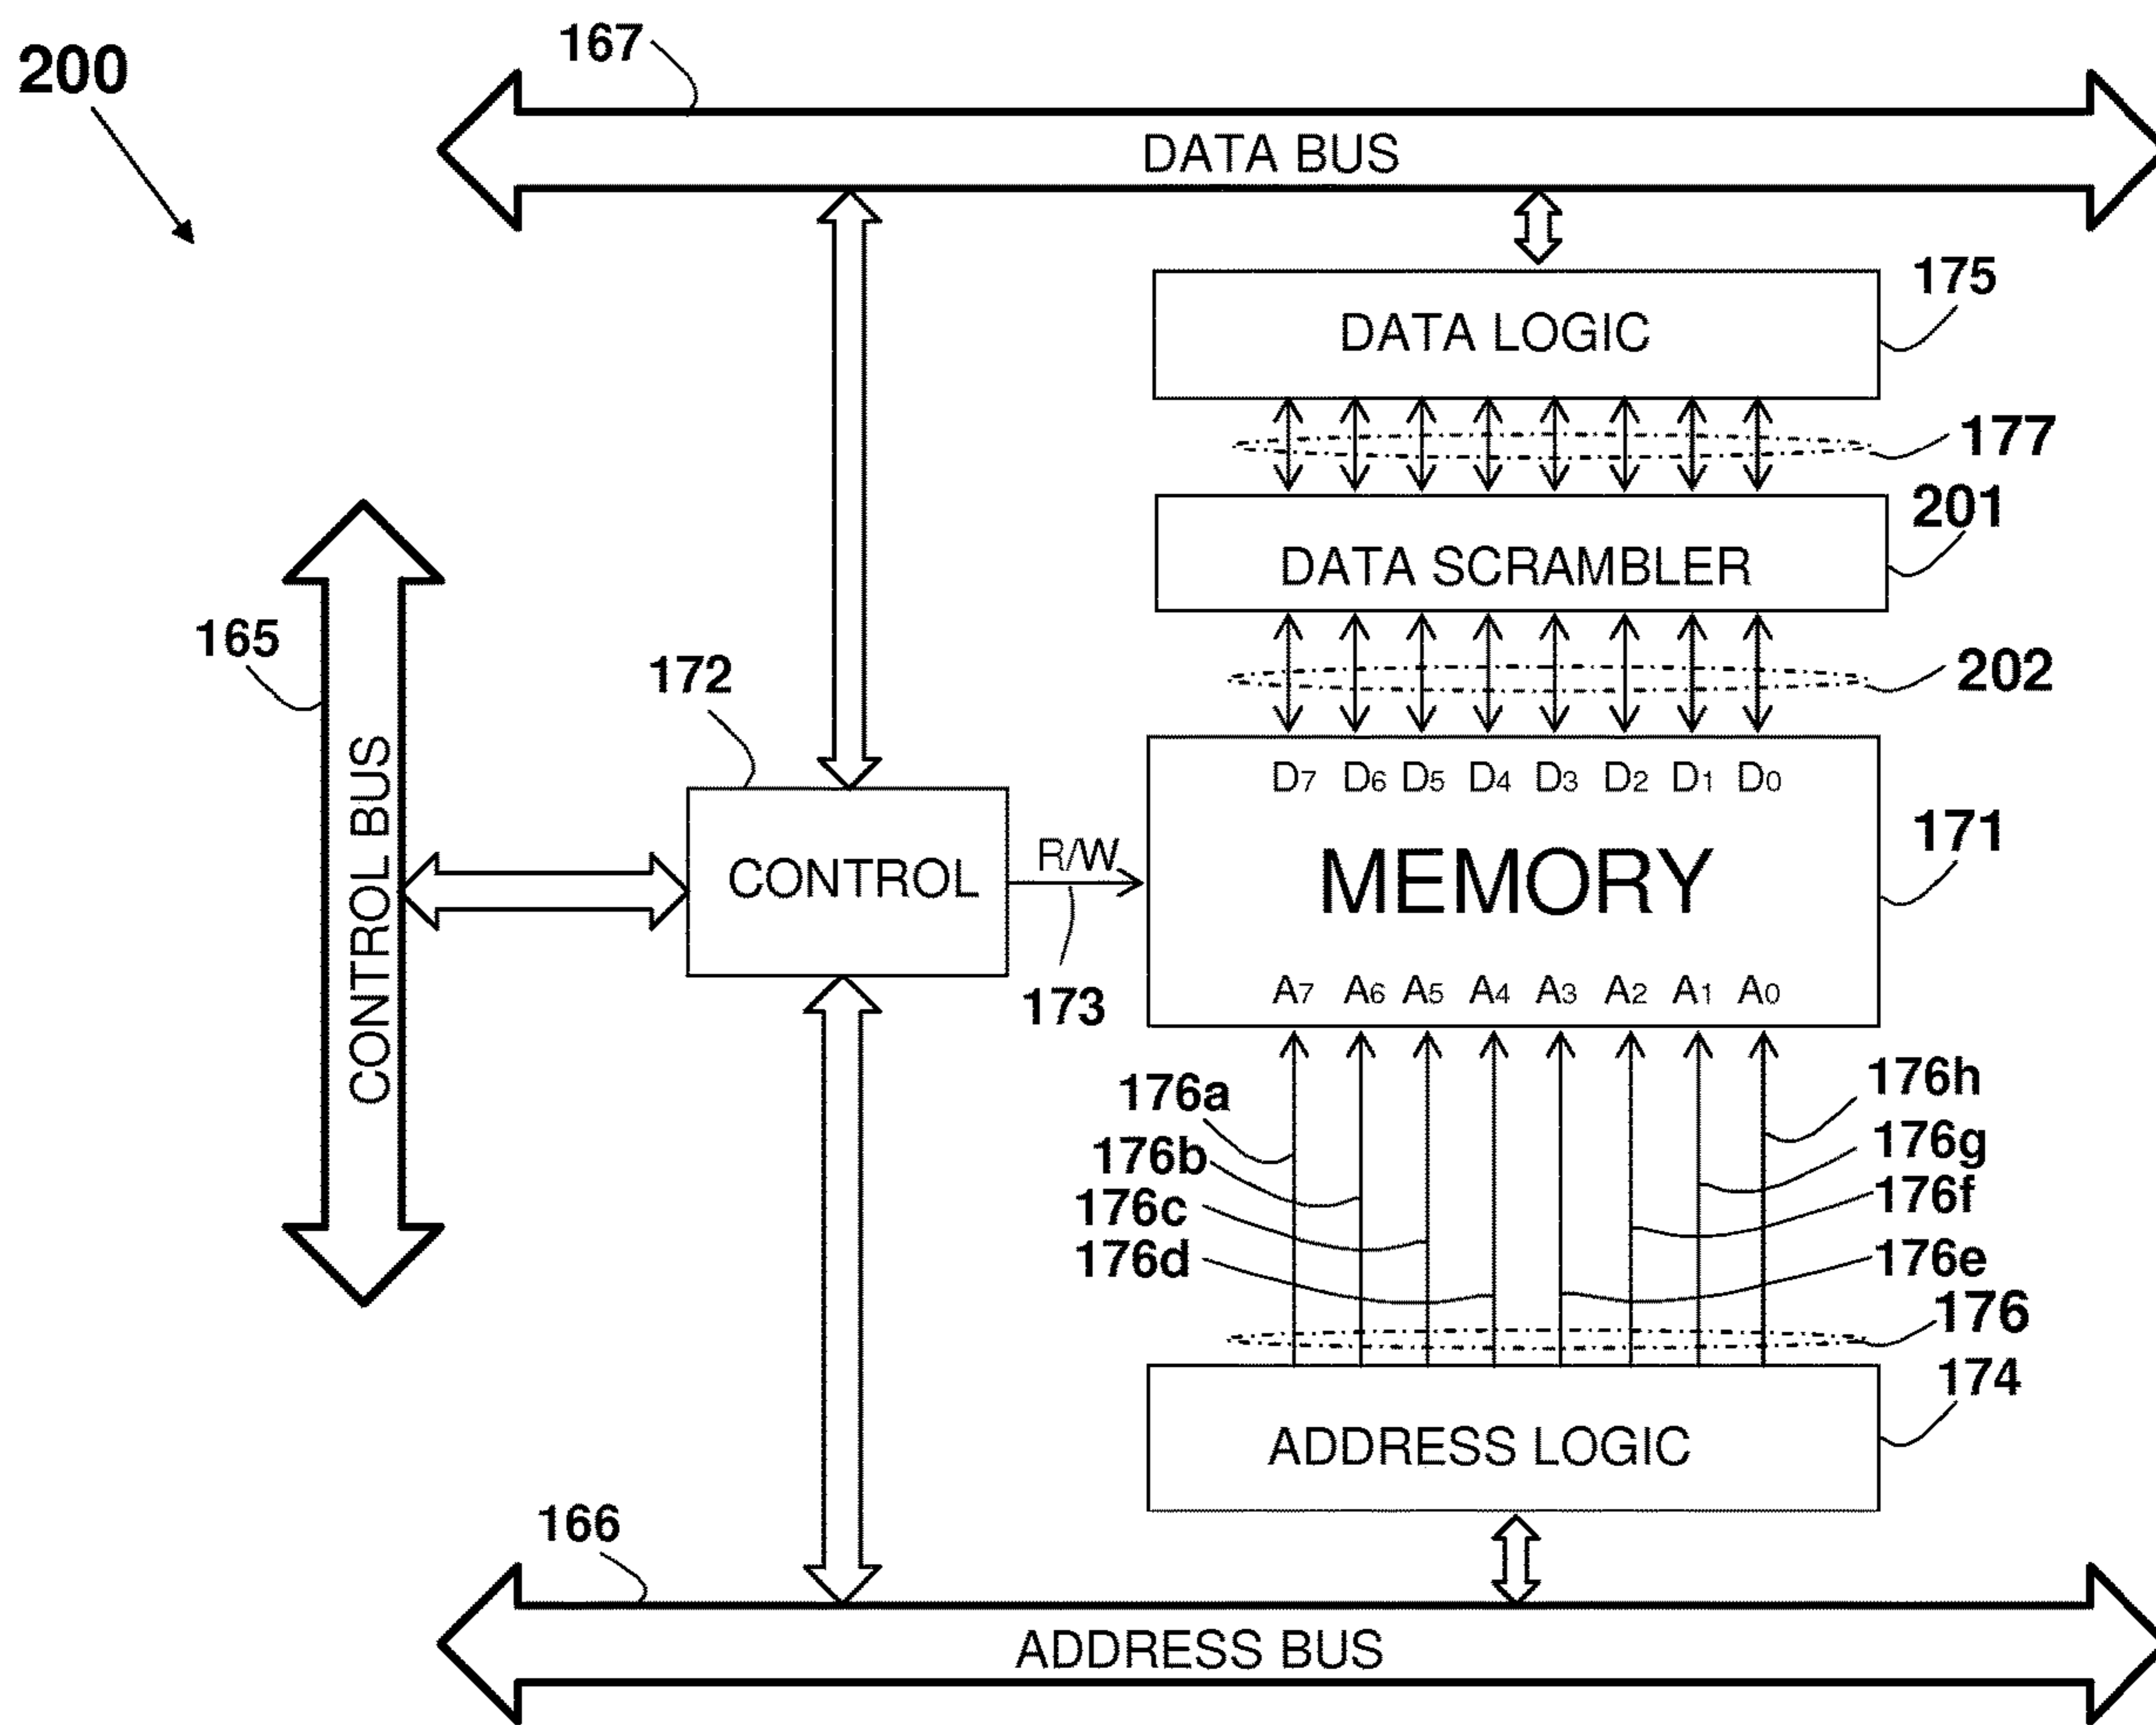 200
167
DATA BUS
175
DATA LOGIC
177
201
DATA SCRAMBLER
202
165
CONTROL BUS
172
CONTROL
R/W
173
D7 D6 D5 D4 D3 D2 D1 D0
MEMORY
171
A7 A6 A5 A4 A3 A2 A1 A0
176a
176b
176c
176d
176h
176g
176f
176e
176
174
ADDRESS LOGIC
166
ADDRESS BUS